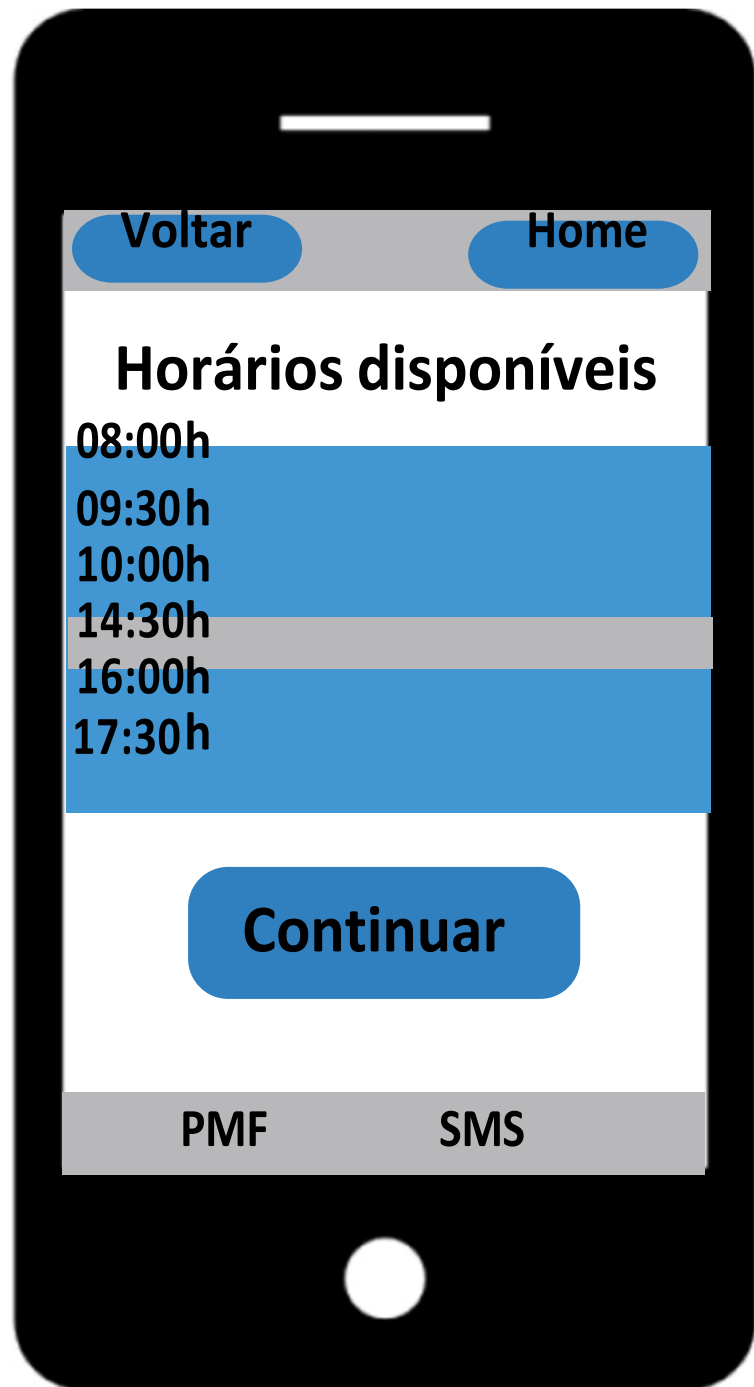 Voltar Home
Horários disponíveis
08:00h
09:30h
10:00h
14:30h
16:00h
17:30h
Continuar
PMF SMS